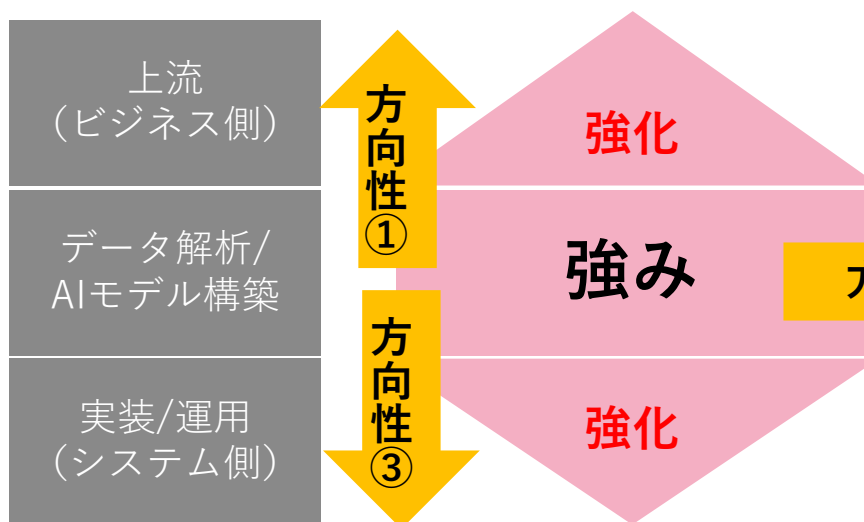 上流
(ビジネス側)
方向性①
強化
データ解析/
AIモデル構築
強み
方向性③
実装/運用
(システム側)
強化